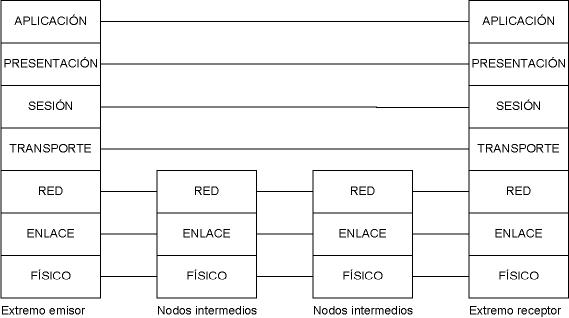 APLICACIÓN APLICACIÓN
PRESENTACIÓN PRESENTACIÓN
SESIÓN SESIÓN
TRANSPORTE TRANSPORTE
RED RED RED RED
ENLACE ENLACE ENLACE ENLACE
FÍSICO FÍSICO FÍSICO FÍSICO
Extremo emisor Nodos intermedios Nodos intermedios Extremo receptor